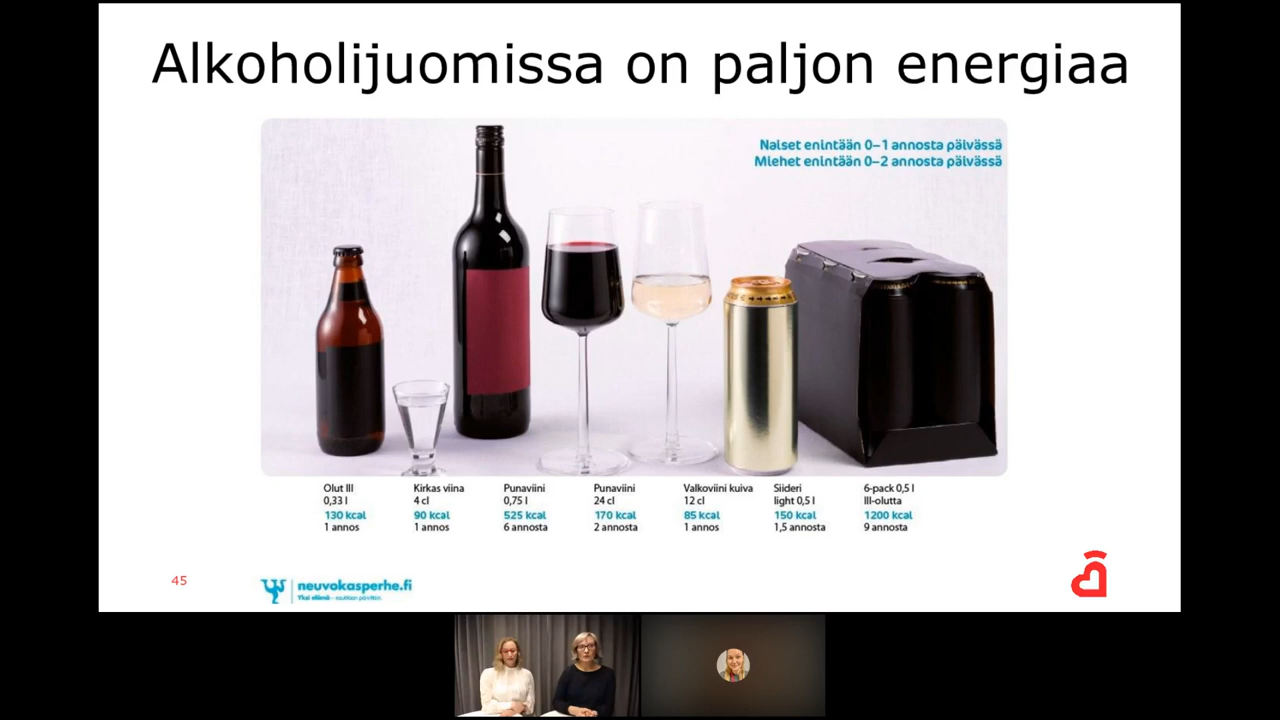 Alkoholijuomissa on paljon energiaa
Naiset enintään 0–1 annosta päivässä
Miehet enintään 0–2 annosta päivässä
Olut III
0,33 l
130 kcal
1 annos
Kirkas viina
4 cl
90 kcal
1 annos
Punaviini
0,75 l
525 kcal
6 annosta
Punaviini
24 cl
170 kcal
2 annosta
Valkoviini kuiva
12 cl
85 kcal
1 annos
Siideri
light 0,5 l
150 kcal
1,5 annosta
6-pack 0,5 l
III-olutta
1200 kcal
9 annosta
45
neuvokasperhe.fi
Yksi elämä